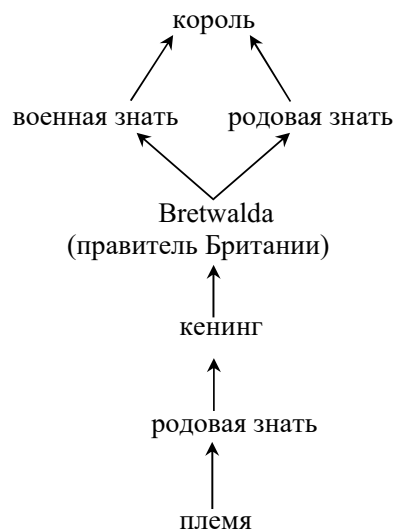 король
военная знать родовая знать
Bretwalda
(правитель Британии)
кенинг
родовая знать
племя